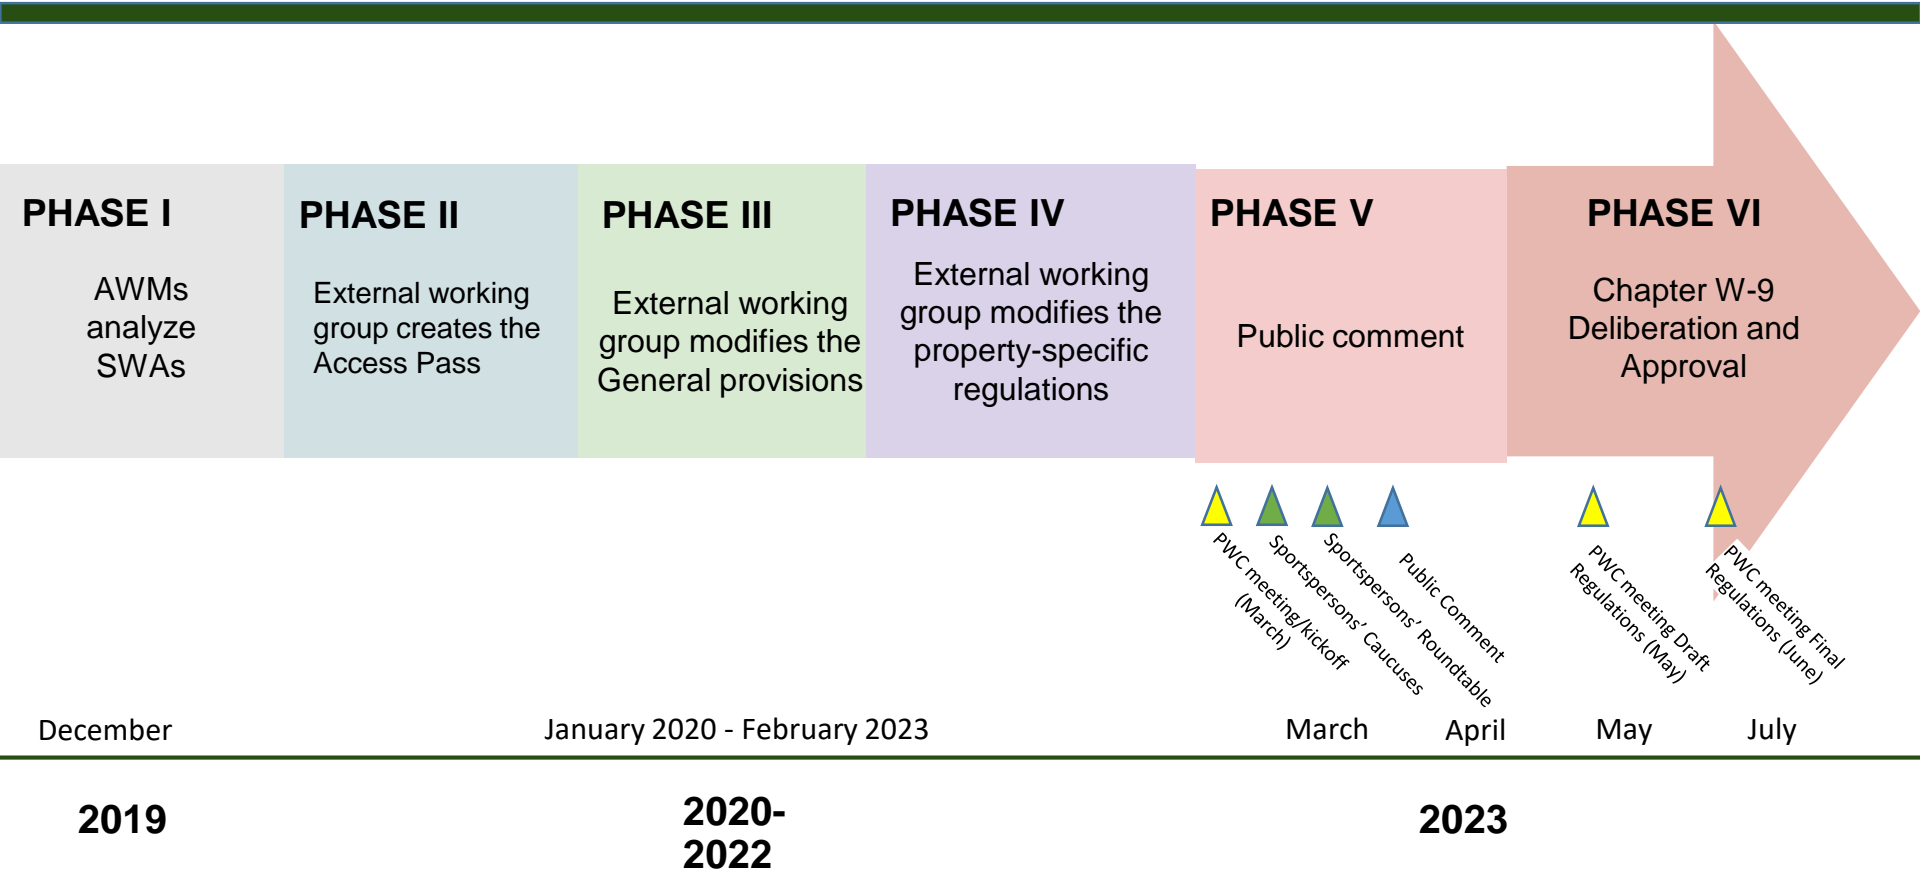 PHASE I
AWMs
analyze
SWAs
PHASE II
External working
group creates the
Access Pass
PHASE III
External working
group modifies the
General provisions
PHASE IV
External working
group modifies the
property-specific
regulations
PHASE V
Public comment
PHASE VI
Chapter W-9
Deliberation and
Approval
PWC meeting/kickoff
(March)
Sportspersons' Caucuses
Sportspersons' Roundtable
Public Comment
PWC meeting Draft
Regulations (May)
PWC meeting Final
Regulations (June)
December
January 2020 - February 2023
March
April
May
July
2019
2020-
2022
2023